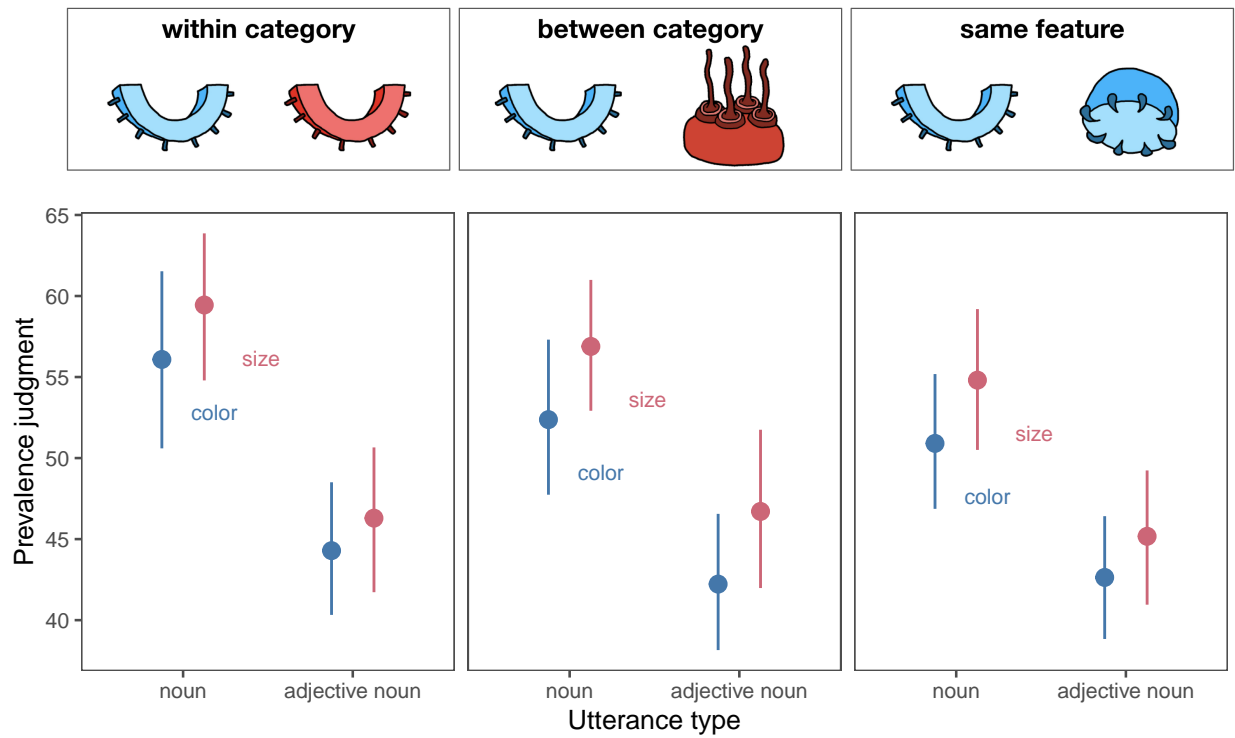 within category
between category
same feature
Prevalence judgment
65
60
55
50
45
40
size
color
size
color
size
color
noun
adjective noun
noun
adjective noun
noun
adjective noun
Utterance type